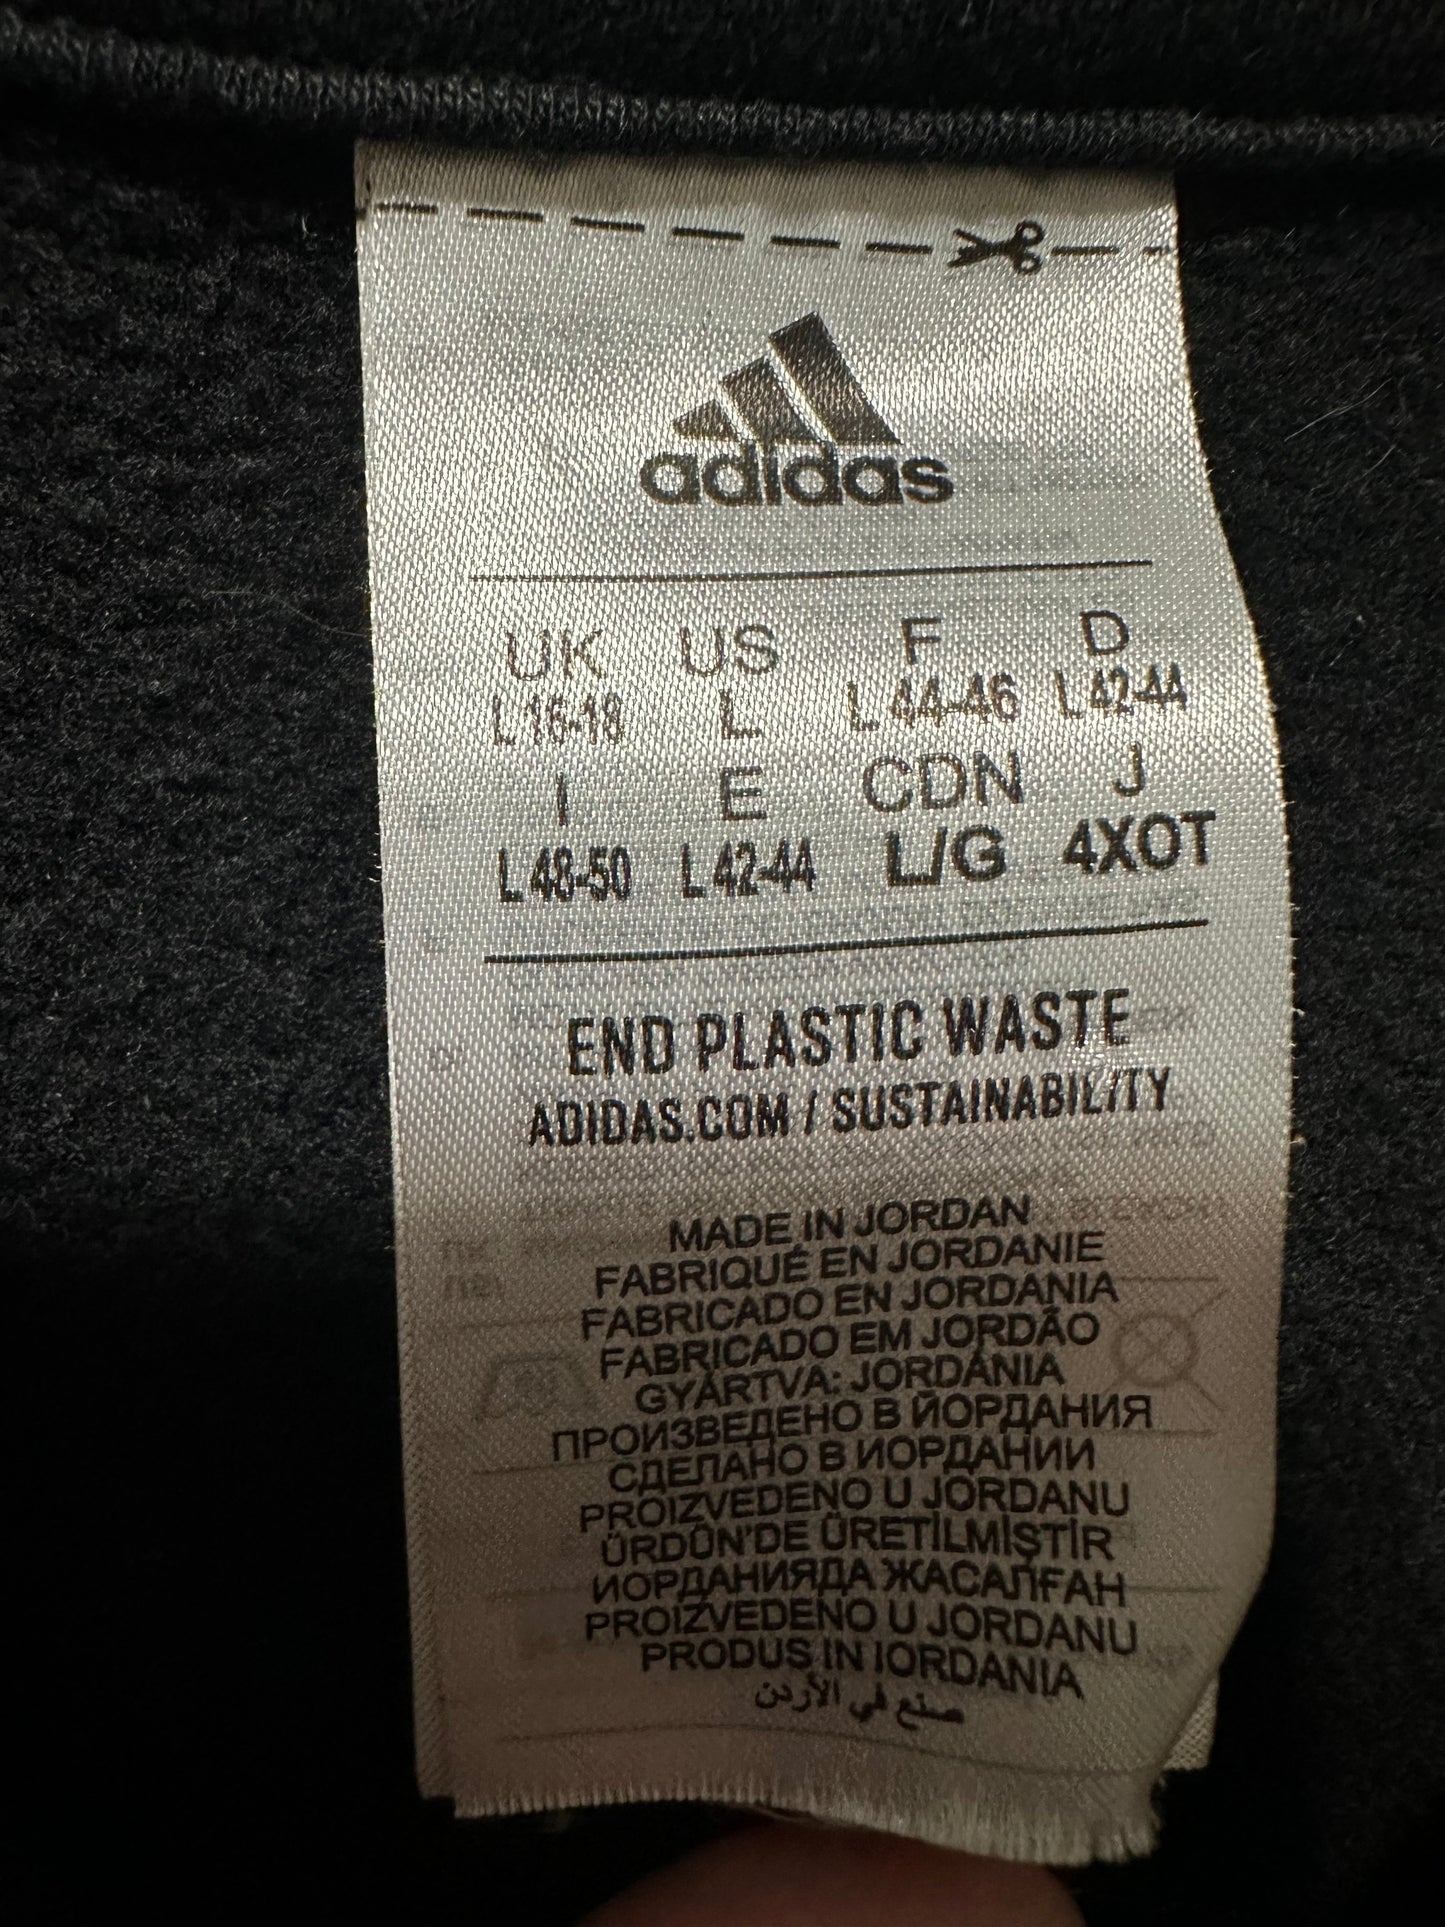 adidas
UK US F D
L 16-18 L L 44-46 L 42-44
I E CDN J
L 48-50 L 42-44 L/G 4XOT
END PLASTIC WASTE
ADIDAS.COM / SUSTAINABILITY
MADE IN JORDAN
FABRIQUÉ EN JORDANIE
FABRICADO EN JORDANIA
FABRICADO EM JORDÃO
GYÁRTVA: JORDÁNIA
ПРОИЗВЕДЕНО В ЙОРДАНИЯ
СДЕЛАНО В ИОРДАНИИ
PROIZVEDENO U JORDANU
ÜRDÜN'DE ÜRETİLMİŞTİR
ИОРДАНИЯДА ЖАСАЛҒАН
PROIZVEDENO U JORDANU
PRODUS IN IORDANIA
صنع في الأردن